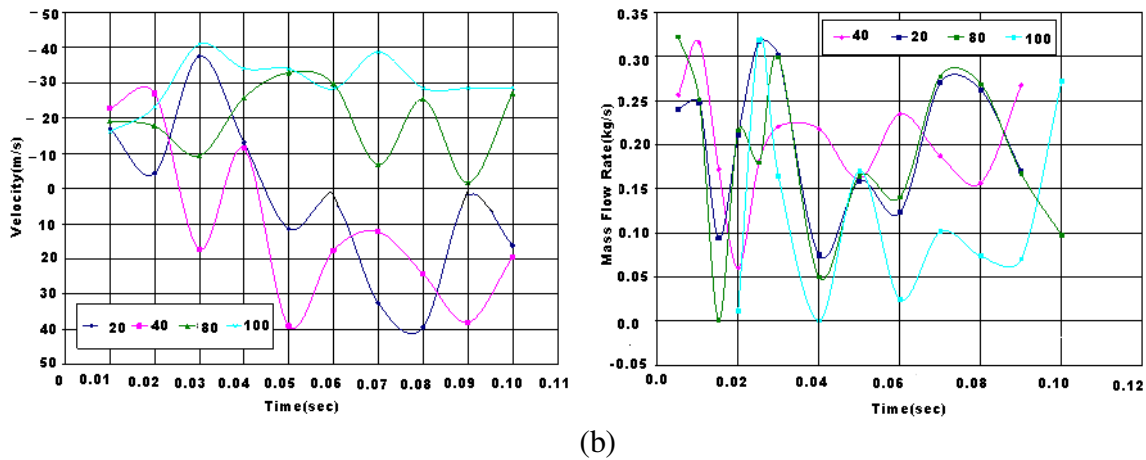 Velocity(m/s)
– 50
– 40
– 30
– 20
– 10
0
10
20
30
40
50
20 40 80 100
0 0.01 0.02 0.03 0.04 0.05 0.06 0.07 0.08 0.09 0.10 0.11
Time(sec)
Mass Flow Rate(kg/s)
0.35
0.30
0.25
0.20
0.15
0.10
0.05
0.0
-0.05
40 20 80 100
0.0 0.02 0.04 0.06 0.08 0.10 0.12
Time(sec)
(b)